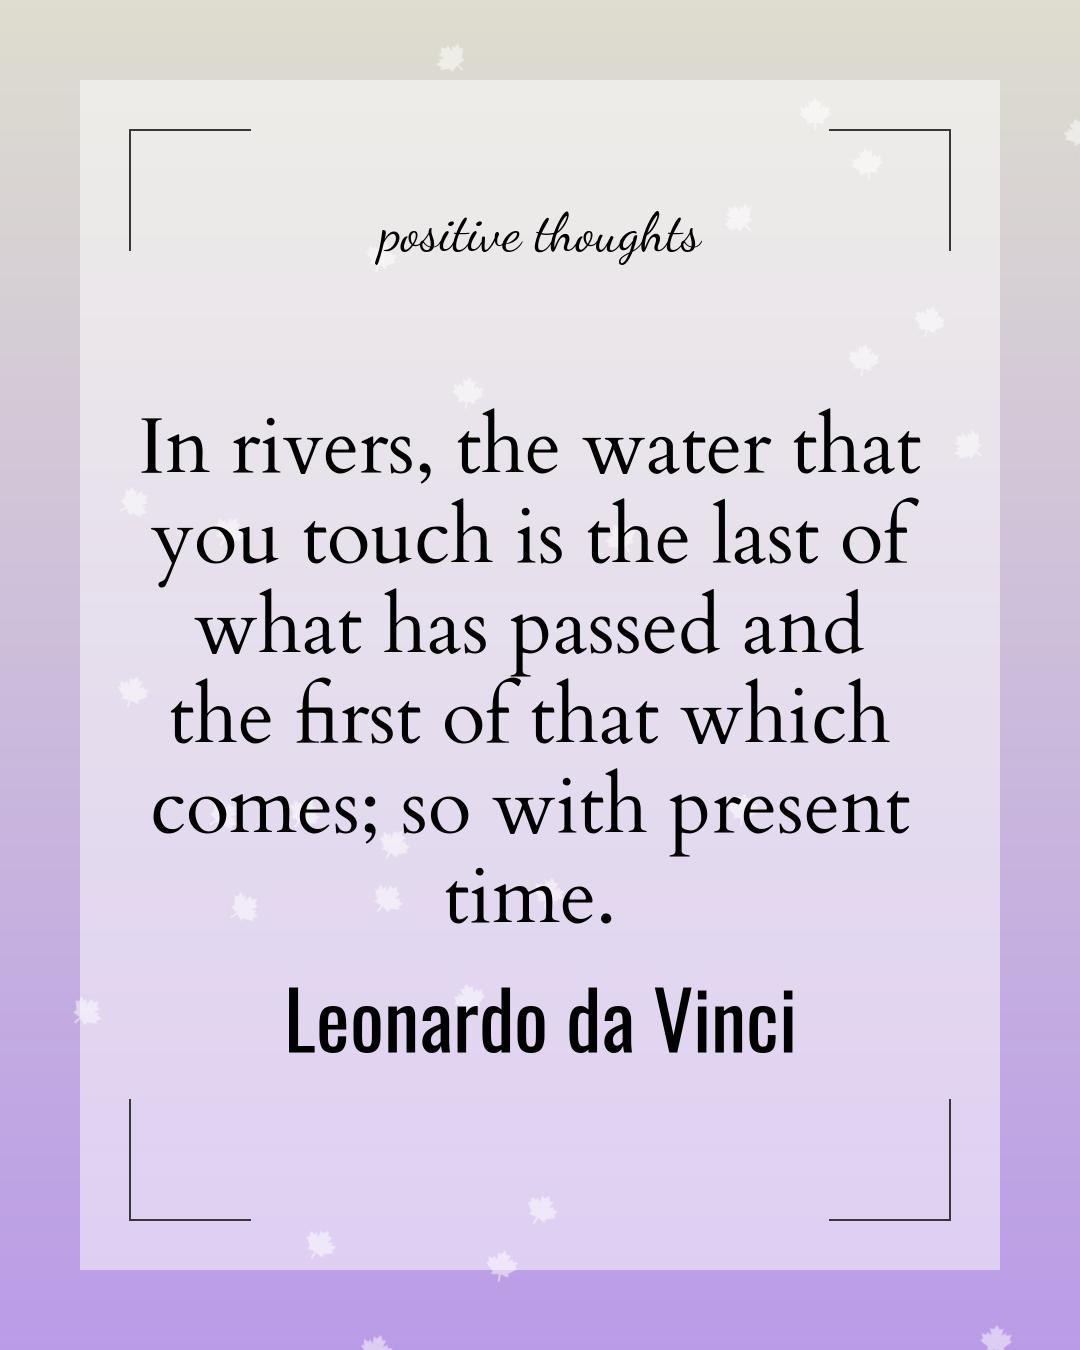 positive thoughts
In rivers, the water that
you touch is the last of
what has passed and
the first of that which
comes; so with present
time.
Leonardo da Vinci